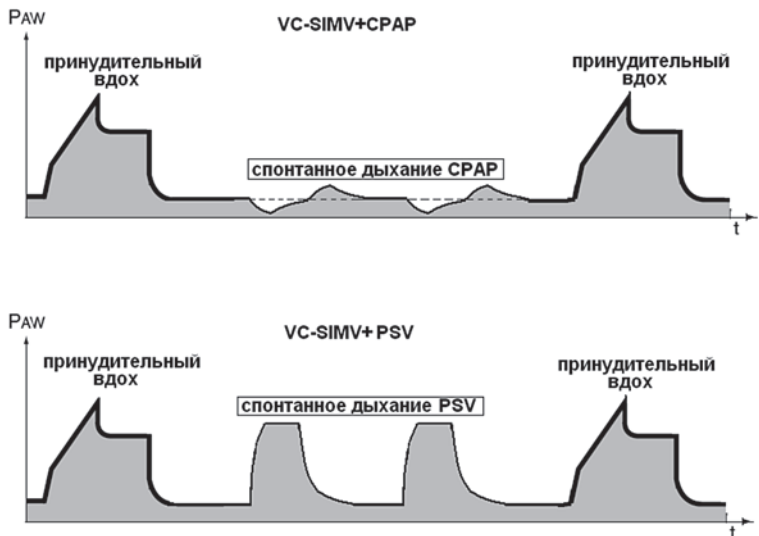 PAW
VC-SIMV+CPAP
принудительный
вдох
принудительный
вдох
спонтанное дыхание CPAP
t
PAW
VC-SIMV+PSV
принудительный
вдох
принудительный
вдох
спонтанное дыхание PSV
t